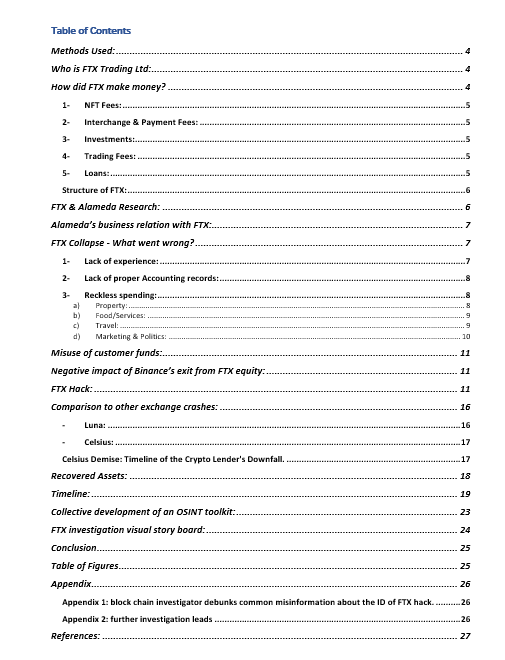 Table of Contents
Methods Used: 4
Who is FTX Trading Ltd: 4
How did FTX make money? 4
1- NFT Fees: 5
2- Interchange & Payment Fees: 5
3- Investments: 5
4- Trading Fees: 5
5- Loans: 5
Structure of FTX: 6
FTX & Alameda Research: 6
Alameda's business relation with FTX: 7
FTX Collapse - What went wrong? 7
1- Lack of experience: 7
2- Lack of proper Accounting records: 8
3- Reckless spending: 8
a) Property: 8
b) Food/Services: 9
c) Travel: 9
d) Marketing & Politics: 10
Misuse of customer funds: 11
Negative impact of Binance's exit from FTX equity: 11
FTX Hack: 11
Comparison to other exchange crashes: 16
- Luna: 16
- Celsius: 17
Celsius Demise: Timeline of the Crypto Lender's Downfall. 17
Recovered Assets: 18
Timeline: 19
Collective development of an OSINT toolkit: 23
FTX investigation visual story board: 24
Conclusion 25
Table of Figures 25
Appendix 26
Appendix 1: block chain investigator debunks common misinformation about the ID of FTX hack. 26
Appendix 2: further investigation leads 26
References: 27